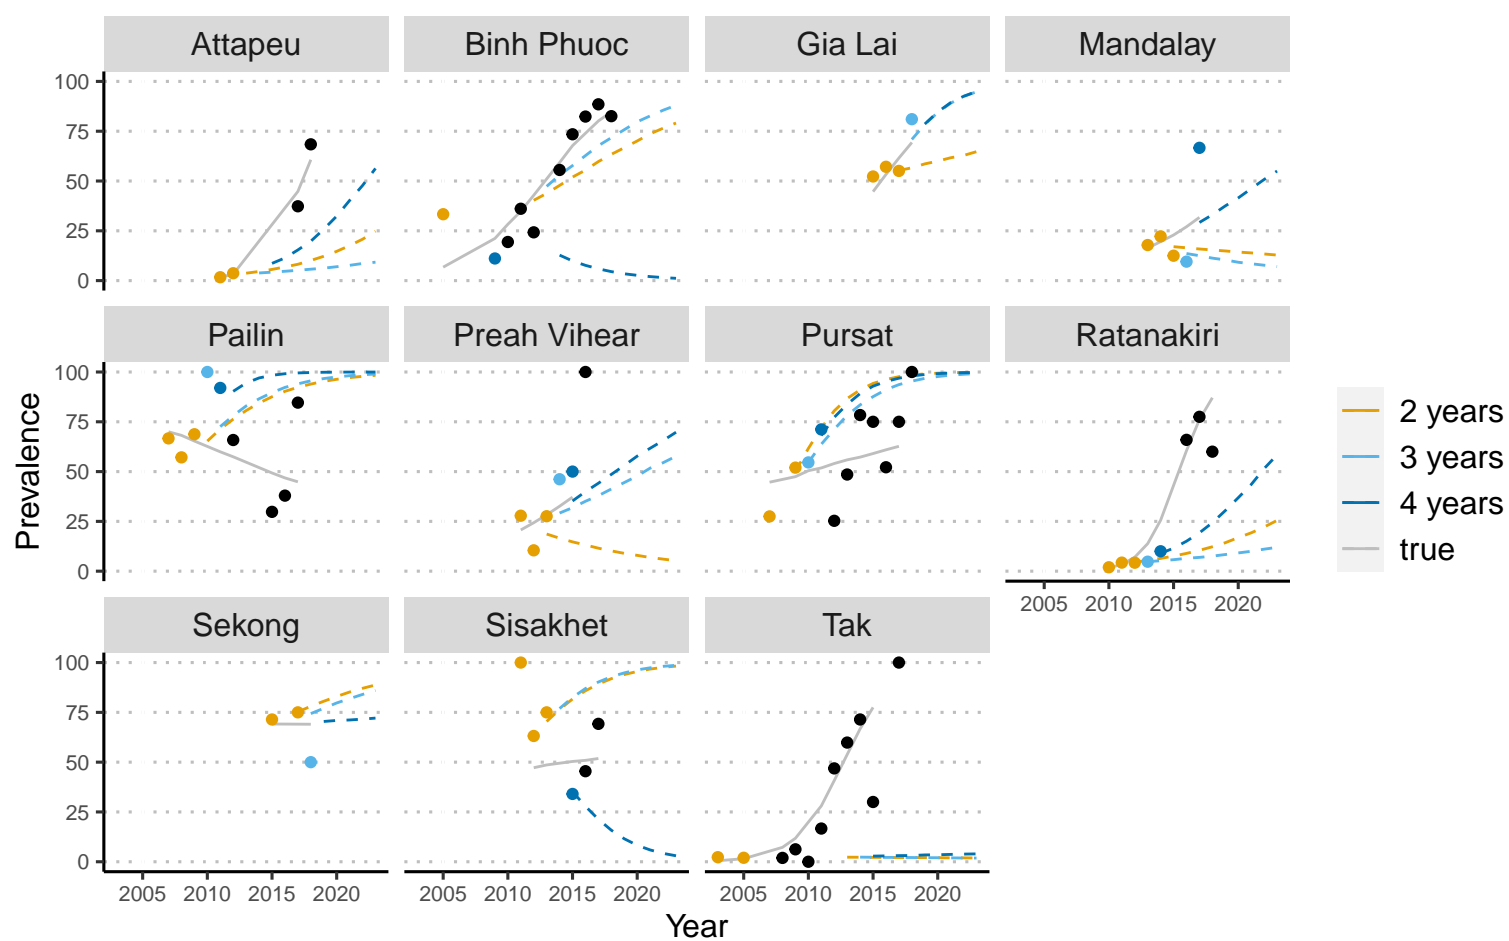 Attapeu Binh Phuoc Gia Lai Mandalay
100
75
50
25
0
Pailin Preah Vihear Pursat Ratanakiri
100
75
50
25
0
2005 2010 2015 2020
Sekong Sisakhet Tak
100
75
50
25
0
2005 2010 2015 2020 2005 2010 2015 2020 2005 2010 2015 2020
Year
Prevalence
2 years
3 years
4 years
true